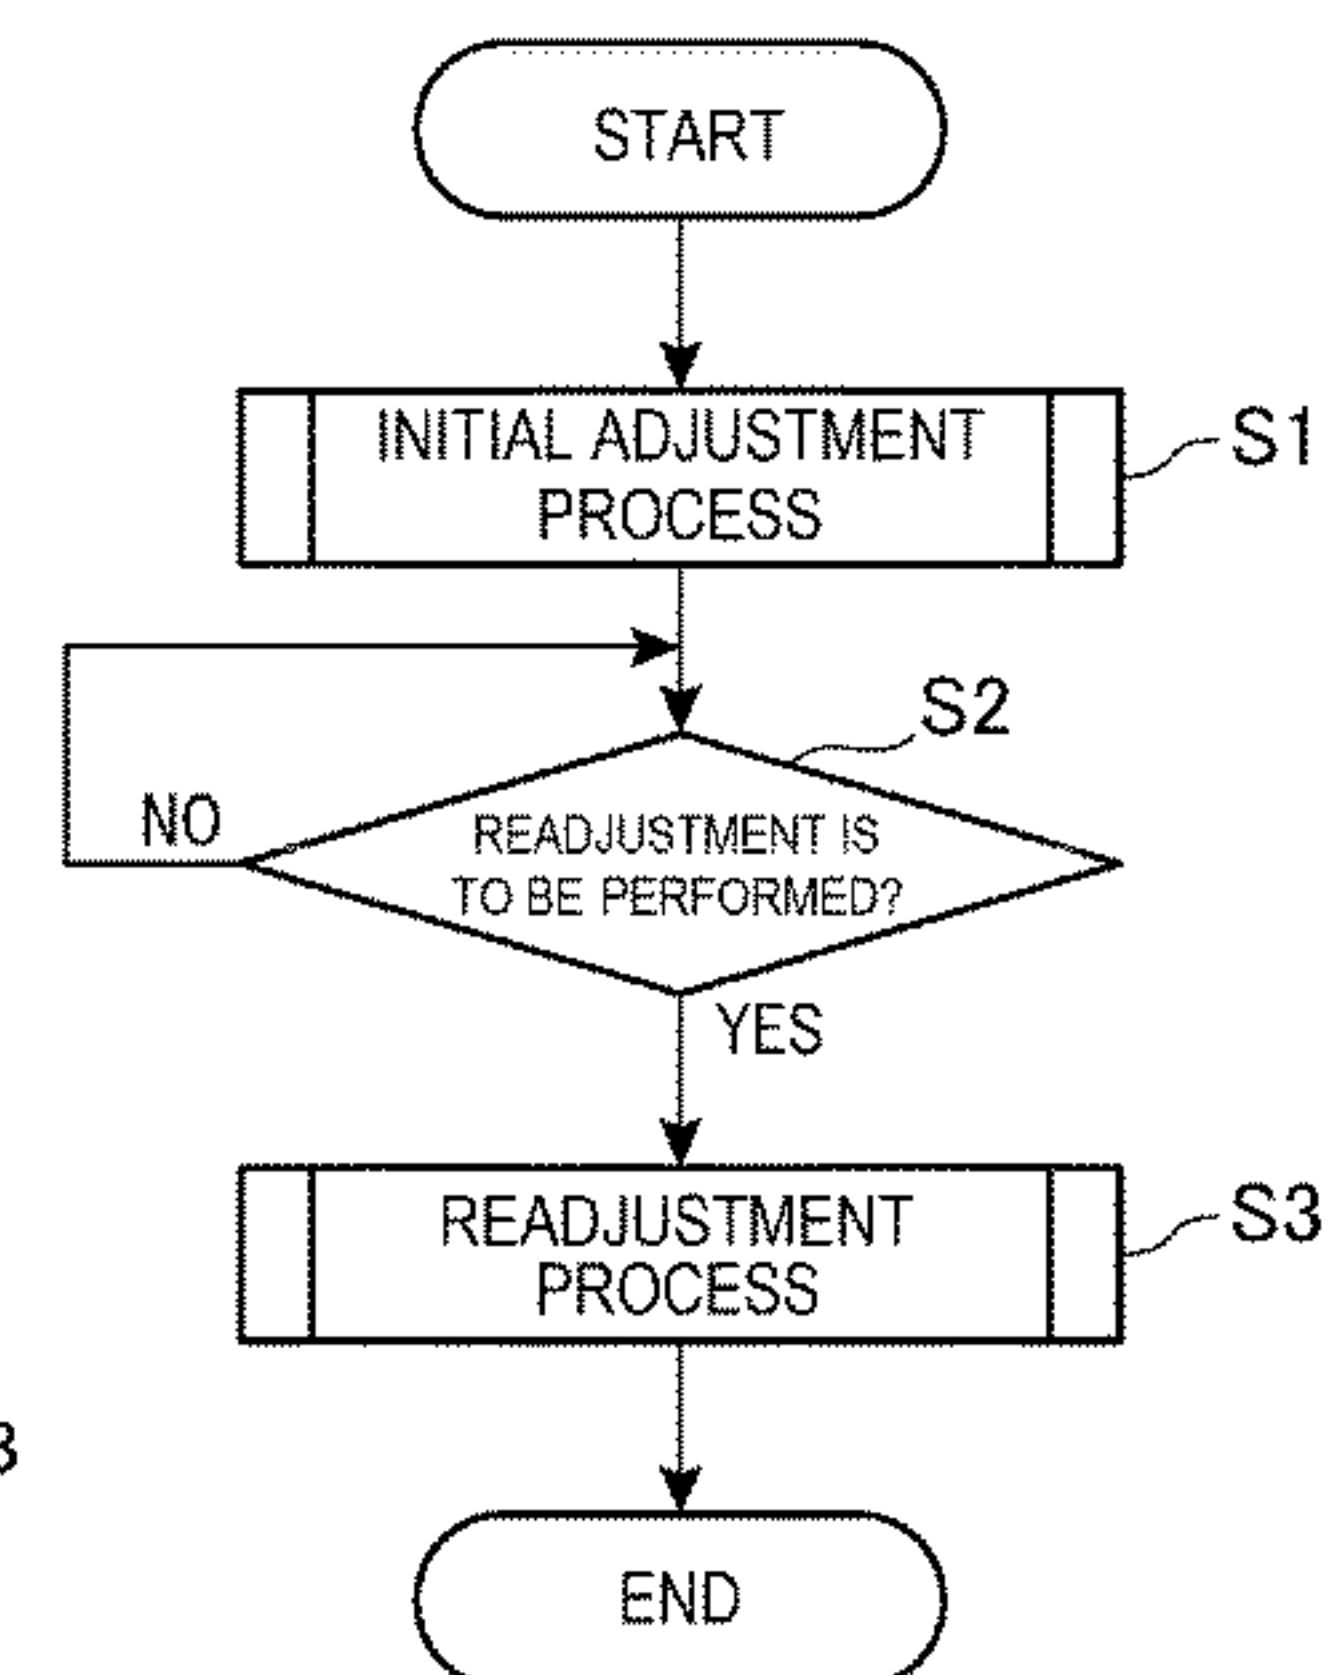 START
INITIAL ADJUSTMENT
PROCESS
S1
S2
NO
READJUSTMENT IS
TO BE PERFORMED?
YES
READJUSTMENT
PROCESS
S3
END